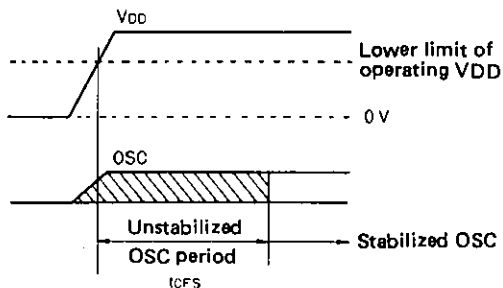 VDD
Lower limit of
operating VDD
0 V
OSC
Unstabilized
OSC period
Stabilized OSC
tCFS